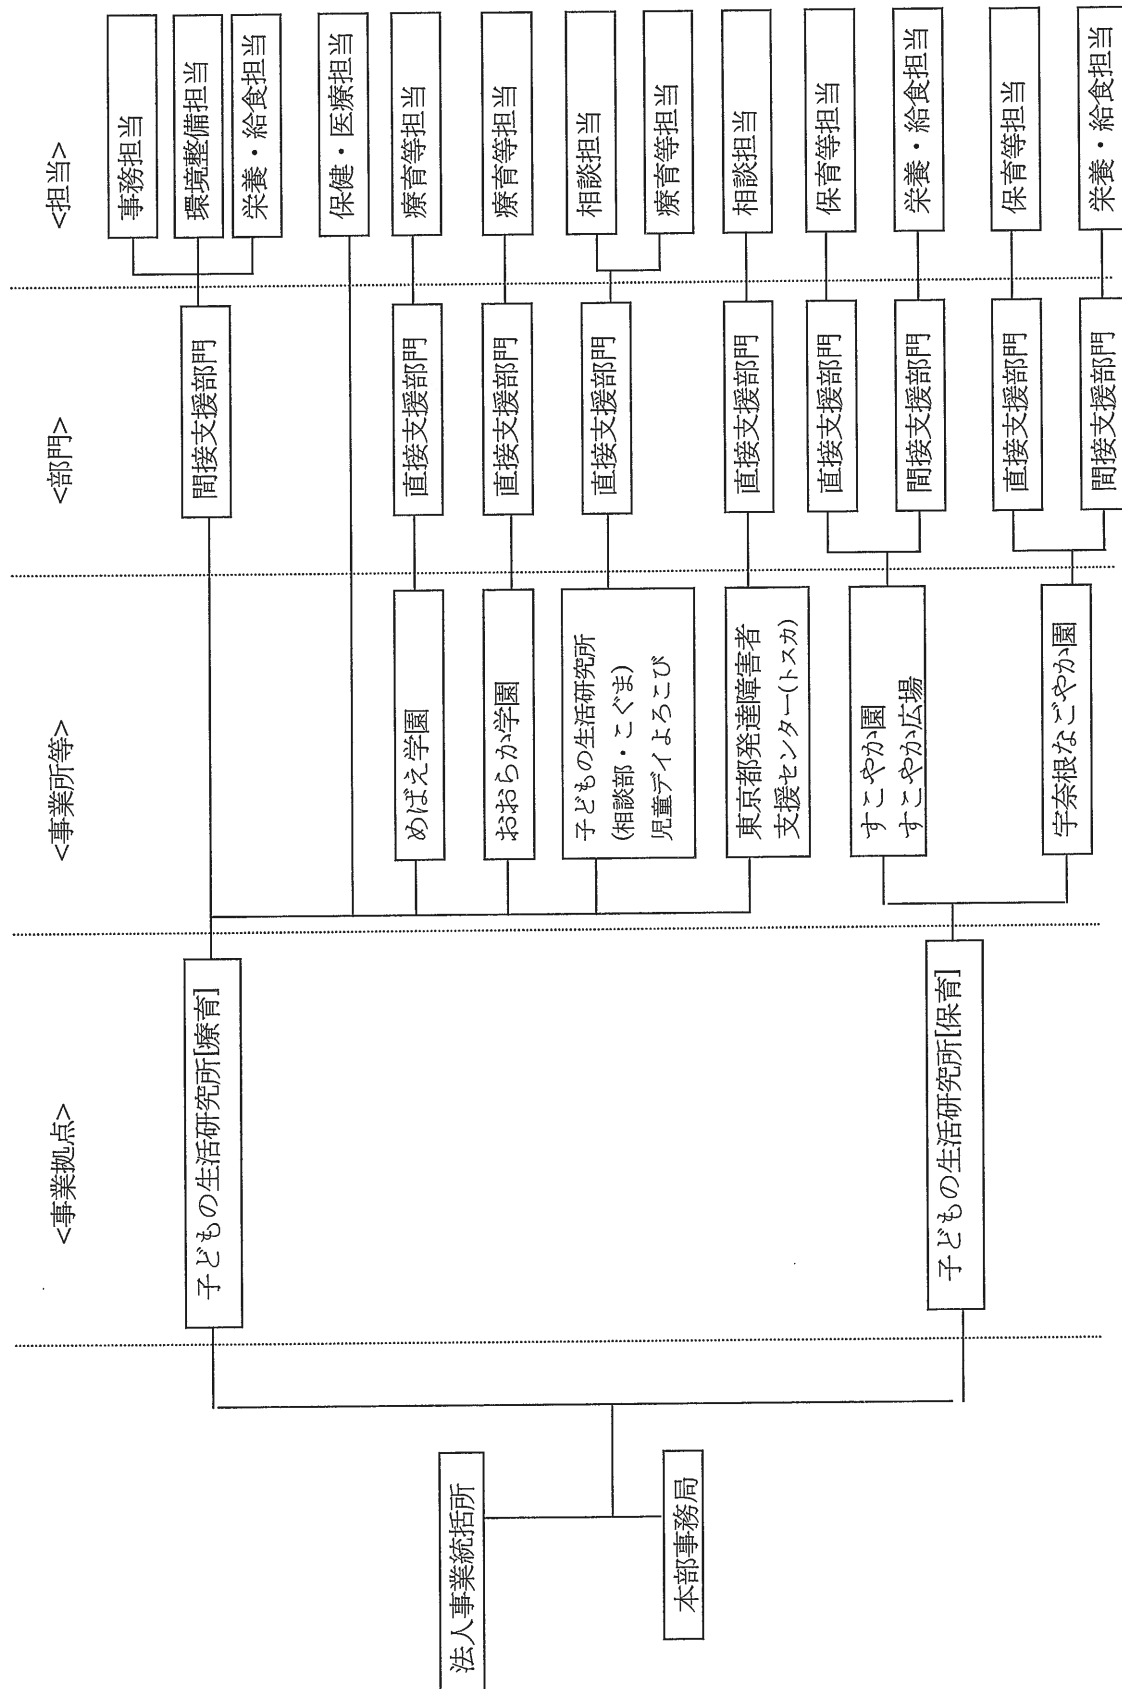 法人事業統括所
本部事務局
<事業拠点>
子どもの生活研究所[療育]
子どもの生活研究所[保育]
<事業所等>
めばえ学園
おおらか学園
子どもの生活研究所
(相談部・こぐま)
児童デイよろこび
東京都発達障害者
支援センター(トスカ)
すこやか園
すこやか広場
宇奈根なごやか園
<部門>
間接支援部門
直接支援部門
直接支援部門
直接支援部門
直接支援部門
直接支援部門
間接支援部門
直接支援部門
間接支援部門
<担当>
事務担当
環境整備担当
栄養・給食担当
保健・医療担当
療育等担当
療育等担当
相談担当
療育等担当
相談担当
保育等担当
栄養・給食担当
保育等担当
栄養・給食担当